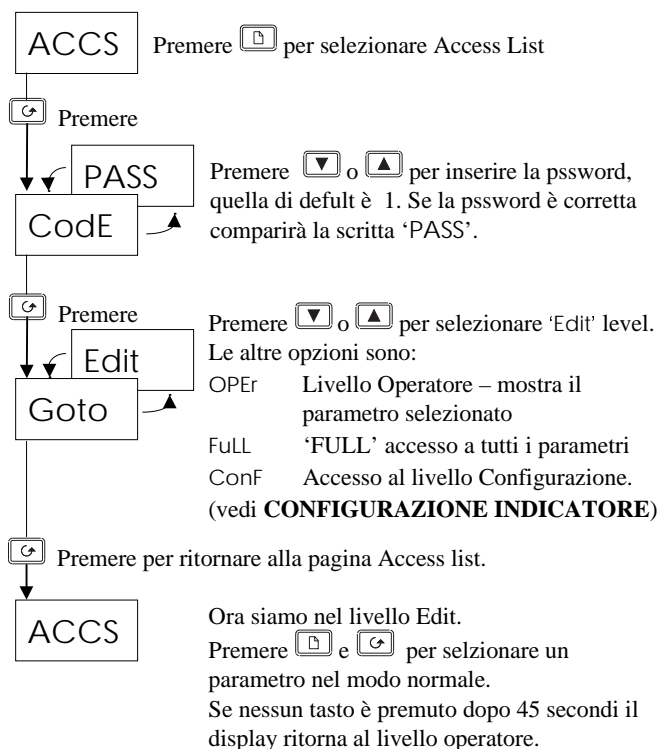 ACCS
Premere per selezionare Access List
Premere
PASS
CodE
Premere o per inserire la pssword,
quella di defult è 1. Se la pssword è corretta
comparirà la scritta ‘PASS’.
Premere
Edit
Goto
Premere o per selezionare ‘Edit’ level.
Le altre opzioni sono:
OPEr Livello Operatore – mostra il
parametro selezionato
FuLL ‘FULL’ accesso a tutti i parametri
ConF Accesso al livello Configurazione.
(vedi CONFIGURAZIONE INDICATORE)
Premere per ritornare alla pagina Access list.
ACCS
Ora siamo nel livello Edit.
Premere e per selzionare un
parametro nel modo normale.
Se nessun tasto è premuto dopo 45 secondi il
display ritorna al livello operatore.